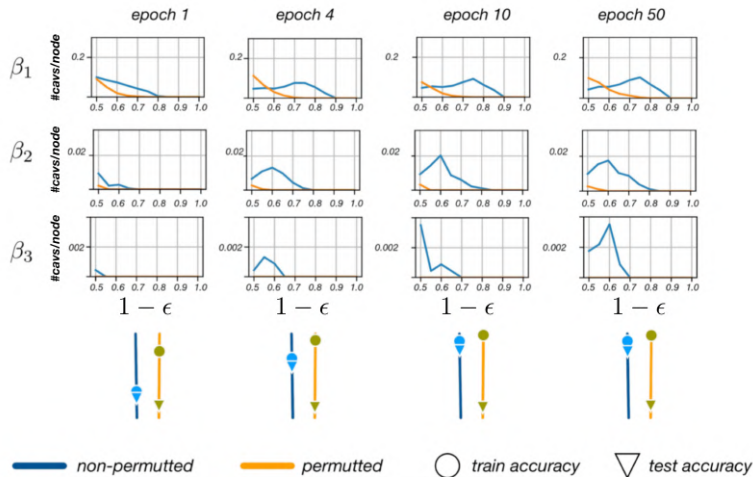 epoch 1 epoch 4 epoch 10 epoch 50
β₁ #cavs/node 0.2 0.2 0.2 0.2
0.5 0.6 0.7 0.8 0.9 1.0 0.5 0.6 0.7 0.8 0.9 1.0 0.5 0.6 0.7 0.8 0.9 1.0 0.5 0.6 0.7 0.8 0.9 1.0
β₂ #cavs/node 0.02 0.02 0.02 0.02
0.5 0.6 0.7 0.8 0.9 1.0 0.5 0.6 0.7 0.8 0.9 1.0 0.5 0.6 0.7 0.8 0.9 1.0 0.5 0.6 0.7 0.8 0.9 1.0
β₃ #cavs/node 002 0.002 0.002 0.002
0.5 0.6 0.7 0.8 0.9 1.0 0.5 0.6 0.7 0.8 0.9 1.0 0.5 0.6 0.7 0.8 0.9 1.0 0.5 0.6 0.7 0.8 0.9 1.0
1 − ϵ 1 − ϵ 1 − ϵ 1 − ϵ
non-permutted permutted train accuracy test accuracy